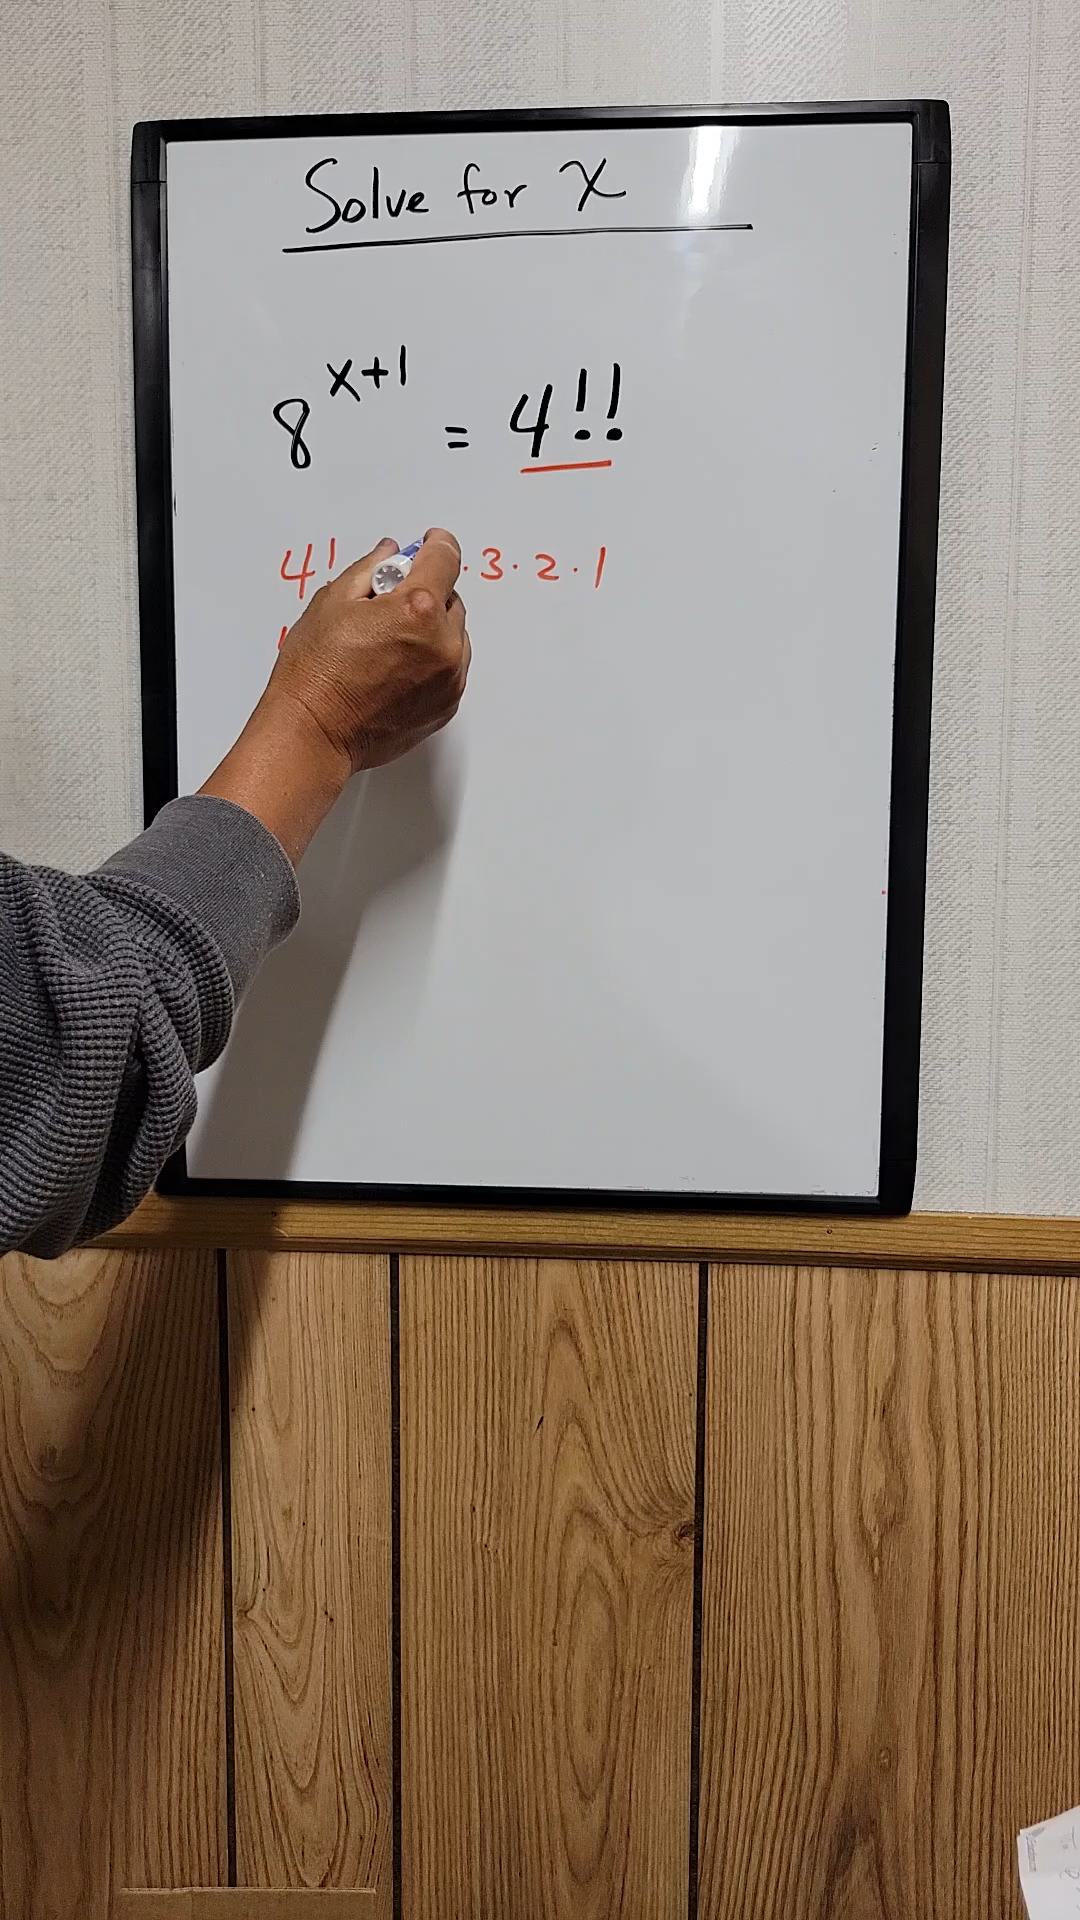 Solve for x
8^{x+1} = 4!!
4! · 3 · 2 · 1